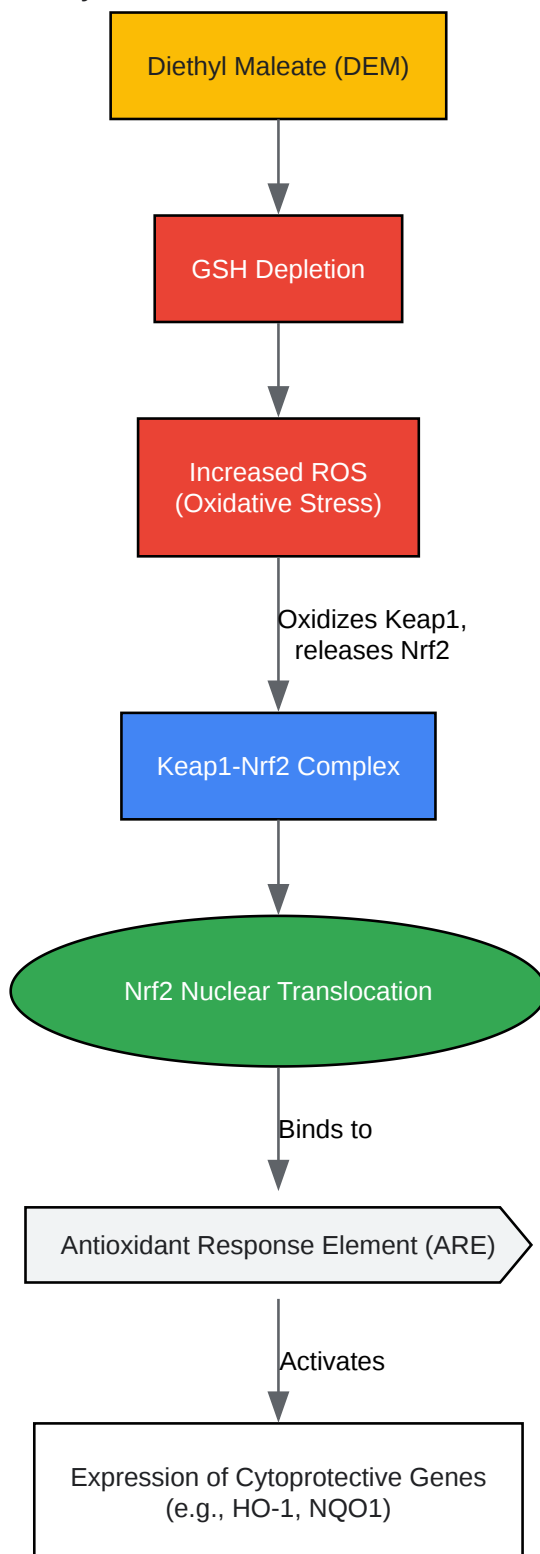 Diethyl Maleate (DEM)
GSH Depletion
Increased ROS
(Oxidative Stress)
Oxidizes Keap1,
releases Nrf2
Keap1-Nrf2 Complex
Nrf2 Nuclear Translocation
Binds to
Antioxidant Response Element (ARE)
Activates
Expression of Cytoprotective Genes
(e.g., HO-1, NQO1)